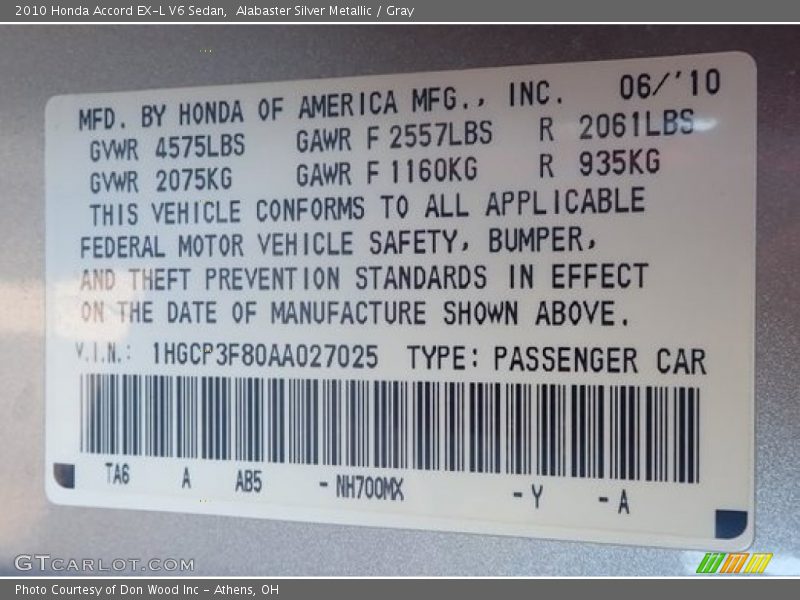 2010 Honda Accord EX-L V6 Sedan,  Alabaster Silver Metallic / Gray
MFD. BY HONDA OF AMERICA MFG., INC. 06/'10
GVWR 4575LBS GAWR F 2557LBS R 2061LBS
GVWR 2075KG GAWR F 1160KG R 935KG
THIS VEHICLE CONFORMS TO ALL APPLICABLE
FEDERAL MOTOR VEHICLE SAFETY, BUMPER,
AND THEFT PREVENTION STANDARDS IN EFFECT
ON THE DATE OF MANUFACTURE SHOWN ABOVE.
V.I.N.: 1HGCP3F80AA027025 TYPE: PASSENGER CAR
TA6 A AB5 - NH700MX - Y - A
GTCARLOT.COM
Photo Courtesy of Don Wood Inc - Athens, OH